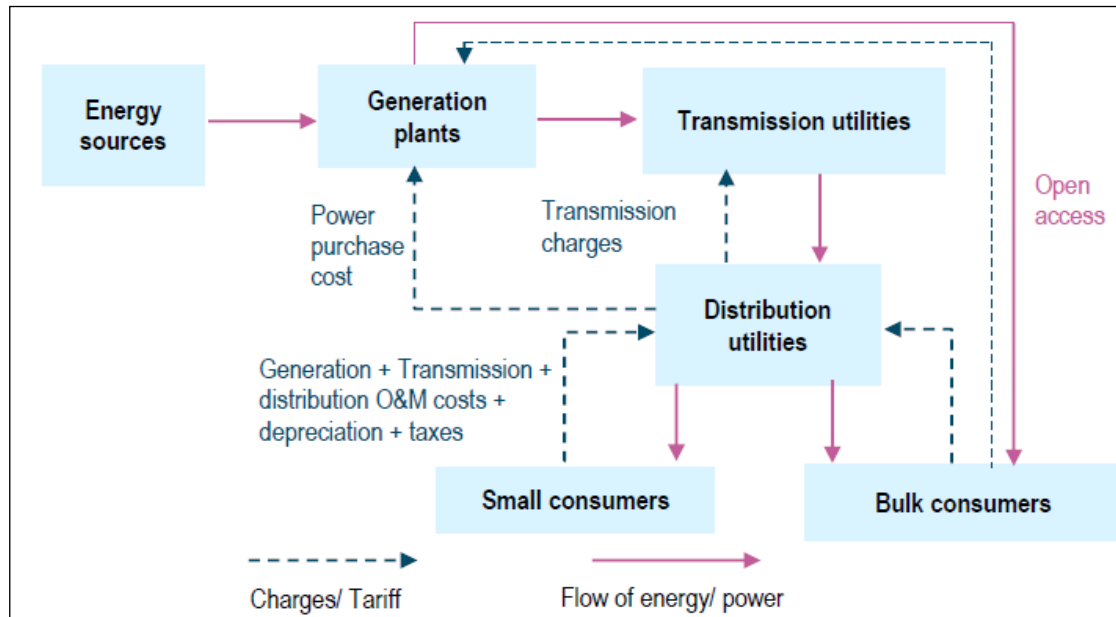 Energy
sources
Generation
plants
Transmission utilities
Open
access
Power
purchase
cost
Transmission
charges
Distribution
utilities
Generation + Transmission +
distribution O&M costs +
depreciation + taxes
Small consumers
Bulk consumers
Charges/ Tariff
Flow of energy/ power